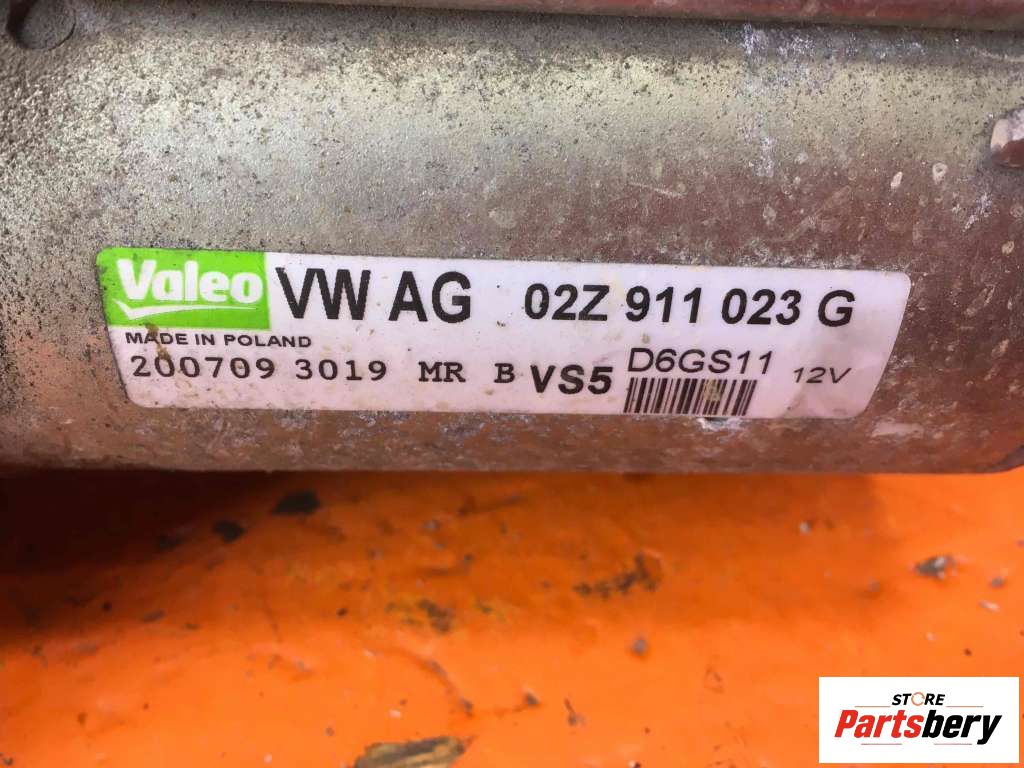 Valeo VW AG 02Z 911 023 G
MADE IN POLAND
200709 3019 MR B VS5 D6GS11 12V
STORE
Partsbery